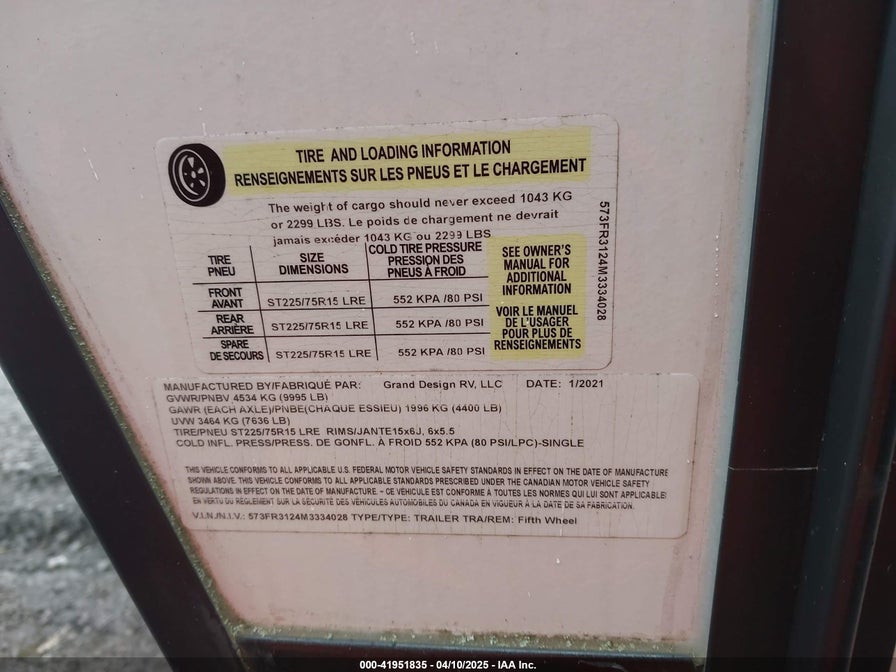 TIRE AND LOADING INFORMATION
RENSEIGNEMENTS SUR LES PNEUS ET LE CHARGEMENT
The weight of cargo should never exceed 1043 KG
or 2299 LBS. Le poids de chargement ne devrait
jamais excéder 1043 KG ou 2299 LBS
TIRE PNEU SIZE DIMENSIONS COLD TIRE PRESSURE PRESSION DES PNEUS À FROID
FRONT AVANT ST225/75R15 LRE 552 KPA /80 PSI
REAR ARRIÈRE ST225/75R15 LRE 552 KPA /80 PSI
SPARE DE SECOURS ST225/75R15 LRE 552 KPA /80 PSI
SEE OWNER'S
MANUAL FOR
ADDITIONAL
INFORMATION
VOIR LE MANUEL
DE L'USAGER
POUR PLUS DE
RENSEIGNEMENTS
573FR3124M3334028
MANUFACTURED BY/FABRIQUÉ PAR: Grand Design RV, LLC DATE: 1/2021
GVWR/PNBV 4534 KG (9995 LB)
GAWR (EACH AXLE)/PNBE(CHAQUE ESSIEU) 1996 KG (4400 LB)
UVW 3464 KG (7636 LB)
TIRE/PNEU ST225/75R15 LRE RIMS/JANTE15x6J, 6x5.5
COLD INFL. PRESS/PRESS. DE GONFL. À FROID 552 KPA (80 PSI/LPC)-SINGLE
THIS VEHICLE CONFORMS TO ALL APPLICABLE U.S. FEDERAL MOTOR VEHICLE SAFETY STANDARDS IN EFFECT ON THE DATE OF MANUFACTURE
SHOWN ABOVE. THIS VEHICLE CONFORMS TO ALL APPLICABLE STANDARDS PRESCRIBED UNDER THE CANADIAN MOTOR VEHICLE SAFETY
REGULATIONS IN EFFECT ON THE DATE OF MANUFACTURE. - CE VÉHICULE EST CONFORME À TOUTES LES NORMES QUI LUI SONT APPLICABLES
EN VERTU DU RÈGLEMENT SUR LA SÉCURITÉ DES VÉHICULES AUTOMOBILES DU CANADA EN VIGUEUR À LA DATE DE SA FABRICATION.
V.I.N./N.I.V.: 573FR3124M3334028 TYPE/TYPE: TRAILER TRA/REM: Fifth Wheel
000-41951835 - 04/10/2025 - IAA Inc.